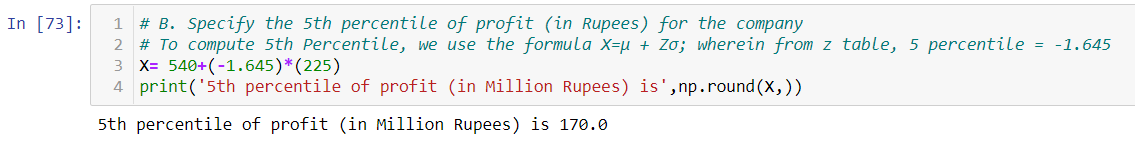 In [73]:
1 # B. Specify the 5th percentile of profit (in Rupees) for the company
2 # To compute 5th Percentile, we use the formula X=μ + Zσ; wherein from z table, 5 percentile = -1.645
3 X= 540+(-1.645)*(225)
4 print('5th percentile of profit (in Million Rupees) is',np.round(X,))
5th percentile of profit (in Million Rupees) is 170.0